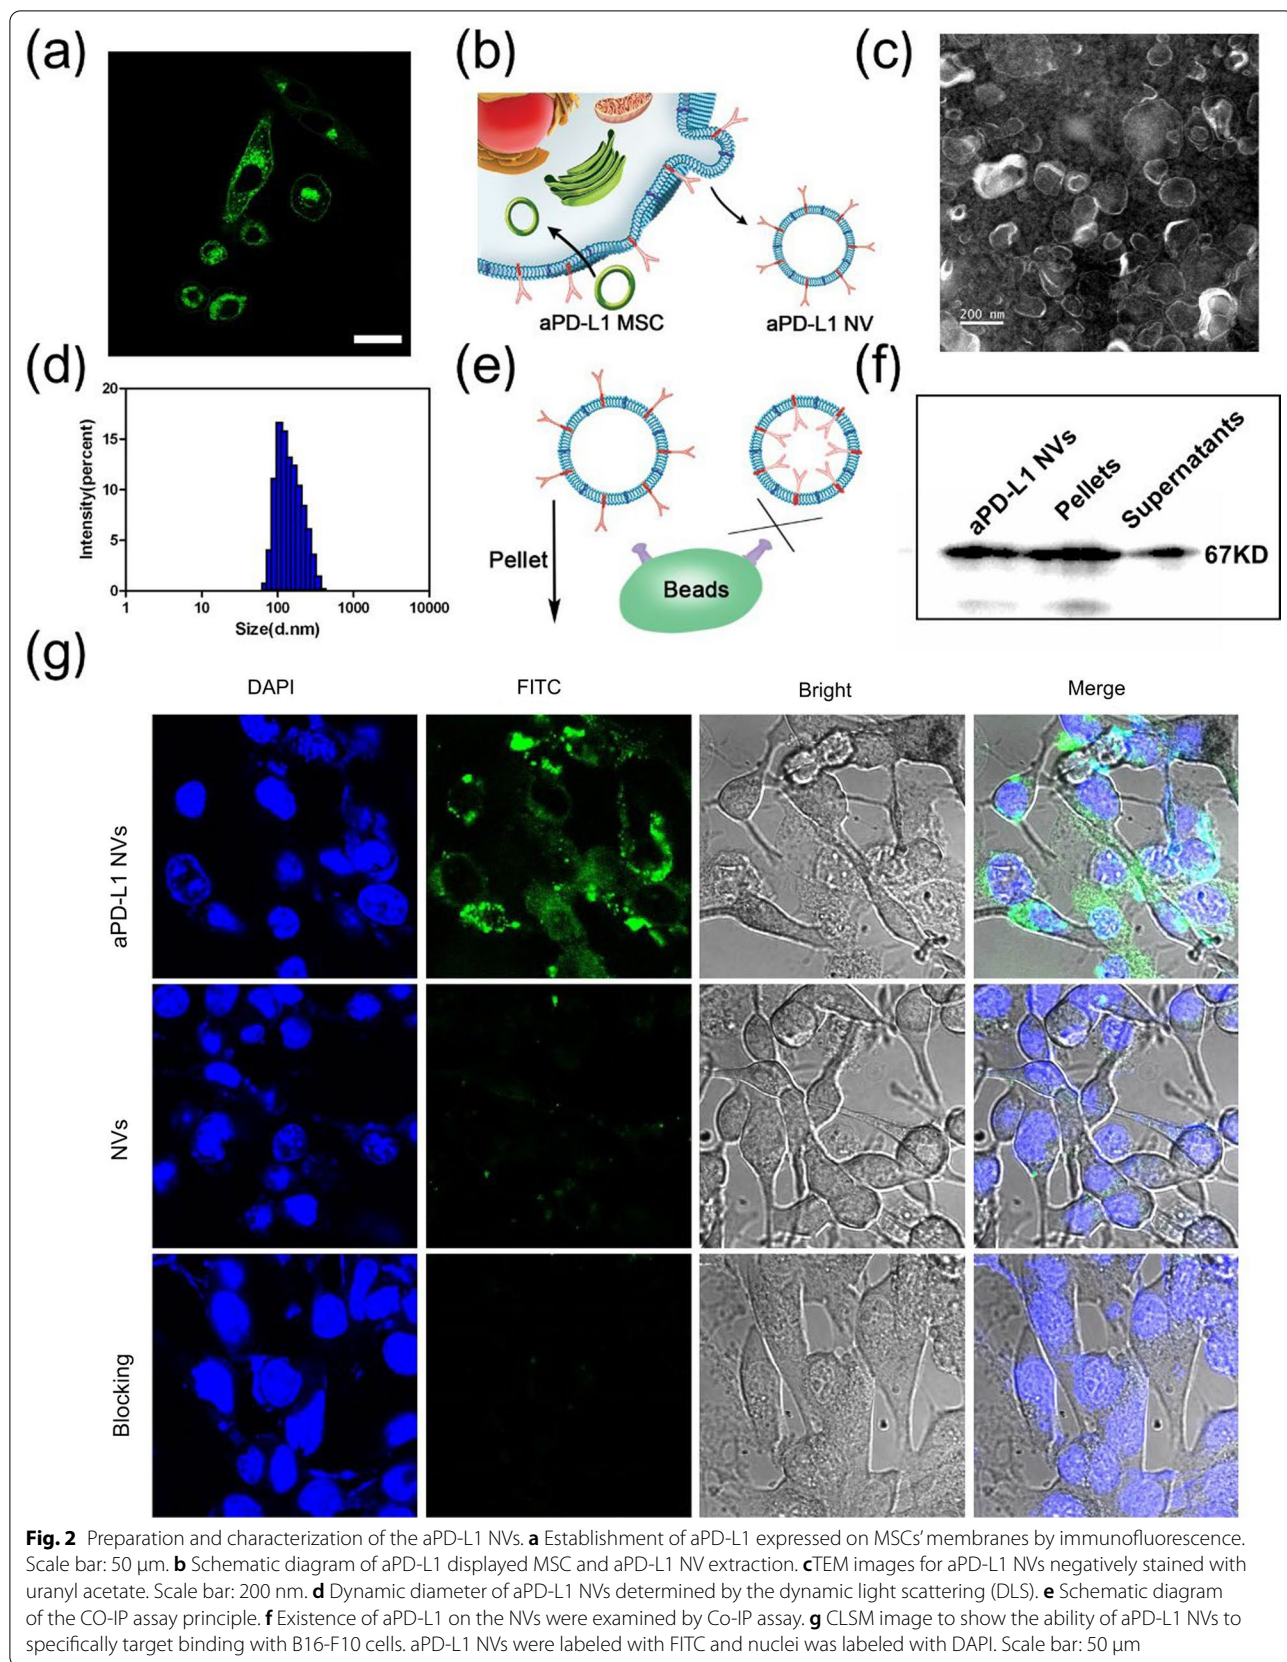 (a)
(b)
(c)
aPD-L1 MSC
aPD-L1 NV
200 nm
(d)
(e)
(f)
20
15
10
5
0
Intensity(percent)
1 10 100 1000 10000
Size(d.nm)
Pellet
Beads
aPD-L1 NVs
Pellets
Supernatants
67KD
(g)
DAPI FITC Bright Merge
aPD-L1 NVs
NVs
Blocking
Fig. 2 Preparation and characterization of the aPD-L1 NVs. a Establishment of aPD-L1 expressed on MSCs’ membranes by immunofluorescence.
Scale bar: 50 μm. b Schematic diagram of aPD-L1 displayed MSC and aPD-L1 NV extraction. cTEM images for aPD-L1 NVs negatively stained with
uranyl acetate. Scale bar: 200 nm. d Dynamic diameter of aPD-L1 NVs determined by the dynamic light scattering (DLS). e Schematic diagram
of the CO-IP assay principle. f Existence of aPD-L1 on the NVs were examined by Co-IP assay. g CLSM image to show the ability of aPD-L1 NVs to
specifically target binding with B16-F10 cells. aPD-L1 NVs were labeled with FITC and nuclei was labeled with DAPI. Scale bar: 50 μm